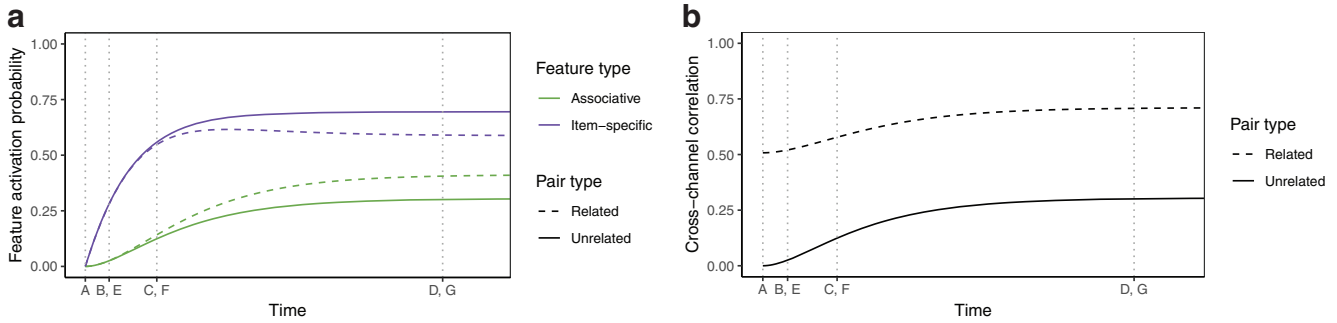 a
Feature activation probability
1.00
0.75
0.50
0.25
0.00
A B, E C, F D, G
Time
Feature type
Associative
Item−specific
Pair type
Related
Unrelated
b
Cross−channel correlation
1.00
0.75
0.50
0.25
0.00
A B, E C, F D, G
Time
Pair type
Related
Unrelated